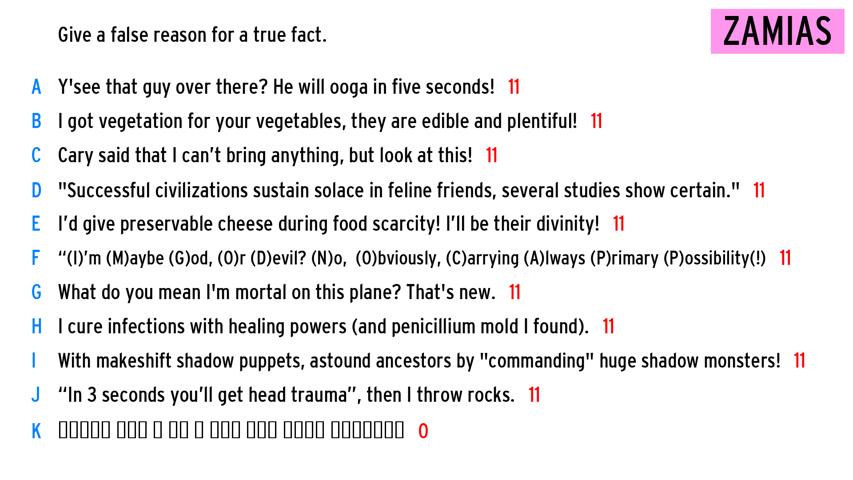 Give a false reason for a true fact.
ZAMIAS
A Y'see that guy over there? He will ooga in five seconds! 11
B I got vegetation for your vegetables, they are edible and plentiful! 11
C Cary said that I can’t bring anything, but look at this! 11
D "Successful civilizations sustain solace in feline friends, several studies show certain." 11
E I’d give preservable cheese during food scarcity! I’ll be their divinity! 11
F “(I)’m (M)aybe (G)od, (O)r (D)evil? (N)o, (O)bviously, (C)arrying (A)lways (P)rimary (P)ossibility(!) 11
G What do you mean I'm mortal on this plane? That's new. 11
H I cure infections with healing powers (and penicillium mold I found). 11
I With makeshift shadow puppets, astound ancestors by "commanding" huge shadow monsters! 11
J “In 3 seconds you’ll get head trauma”, then I throw rocks. 11
K 0